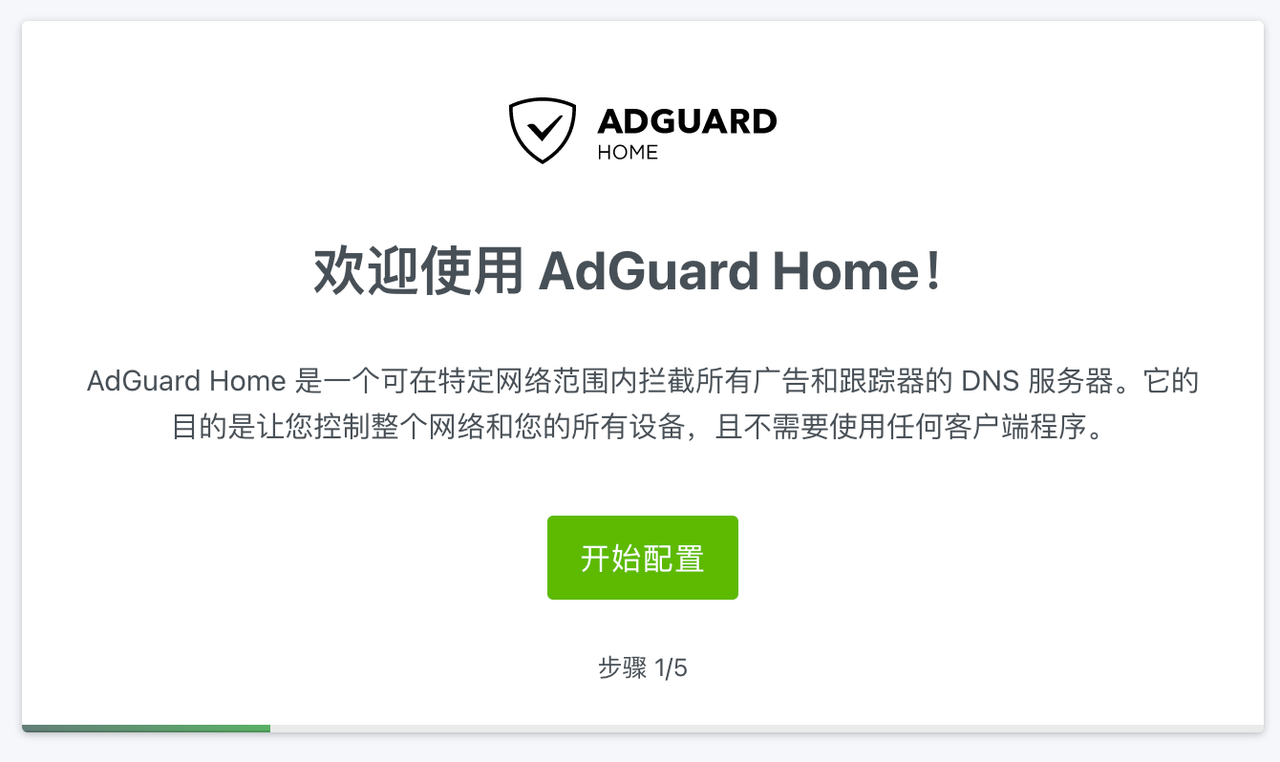 ADGUARD
HOME
欢迎使用 AdGuard Home！
AdGuard Home 是一个可在特定网络范围内拦截所有广告和跟踪器的 DNS 服务器。它的
目的是让您控制整个网络和您的所有设备，且不需要使用任何客户端程序。
开始配置
步骤 1/5